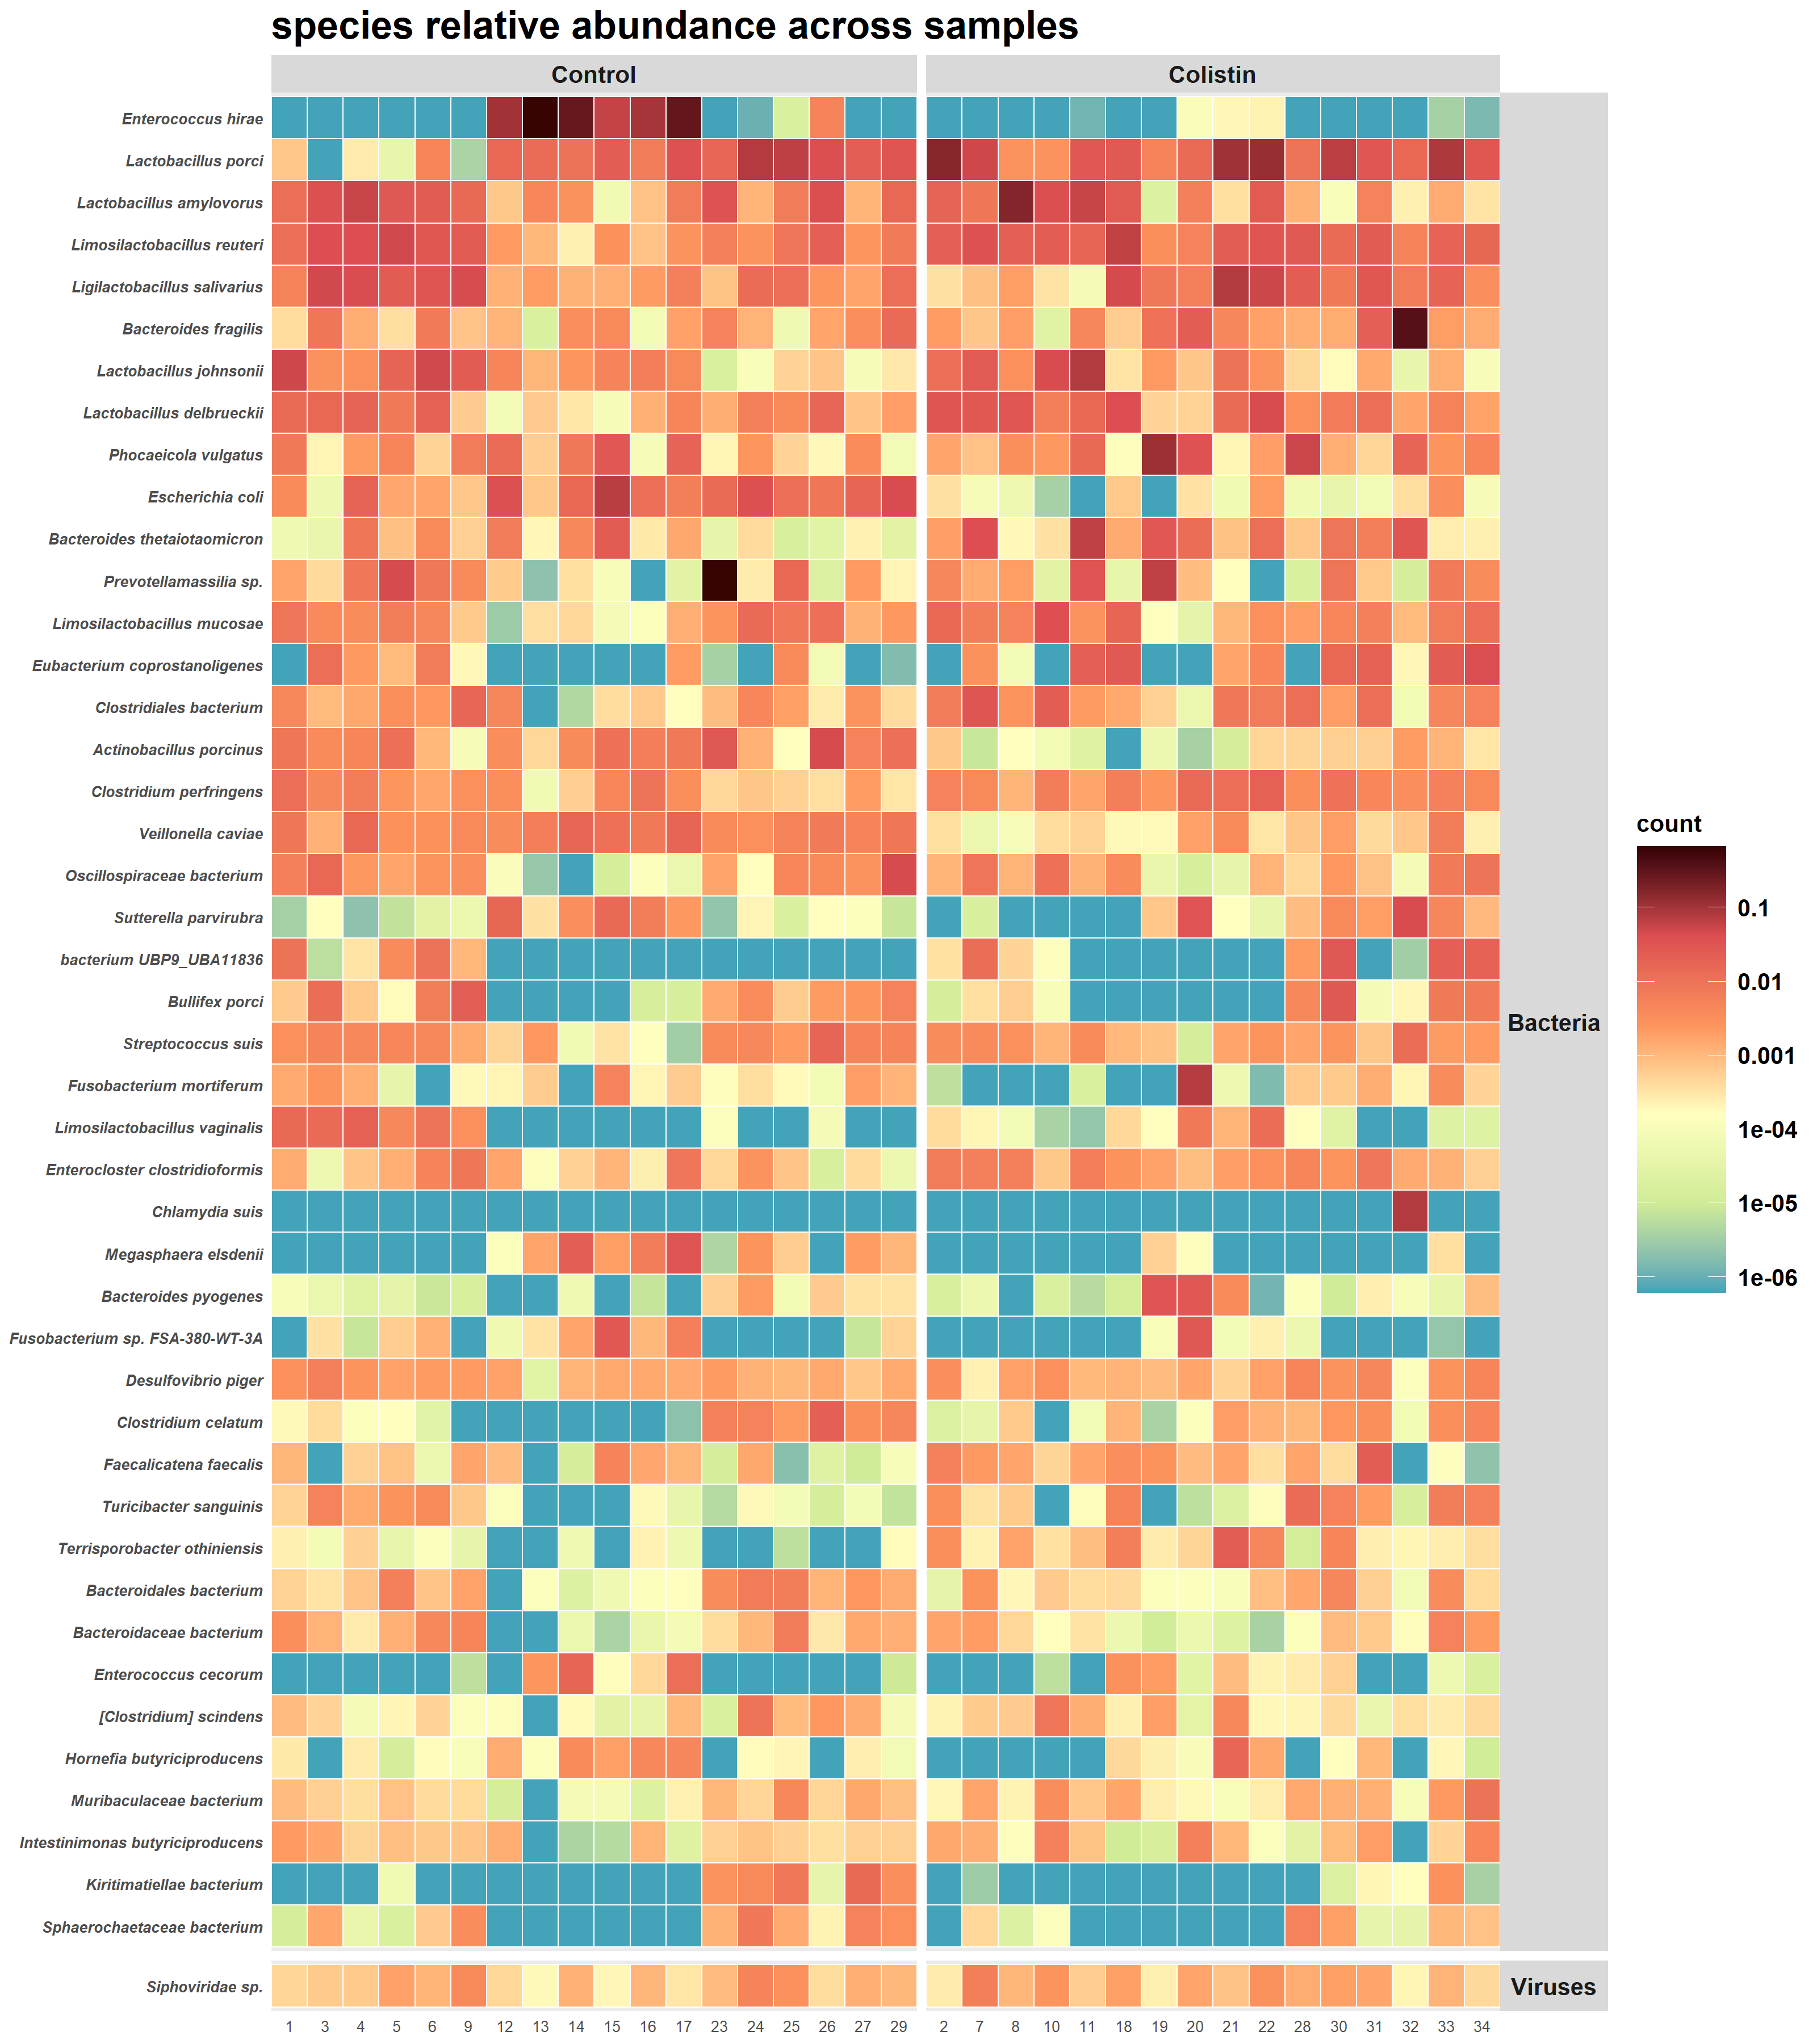 species relative abundance across samples
Control Colistin
Enterococcus hirae
Lactobacillus porci
Lactobacillus amylovorus
Limosilactobacillus reuteri
Ligilactobacillus salivarius
Bacteroides fragilis
Lactobacillus johnsonii
Lactobacillus delbrueckii
Phocaeicola vulgatus
Escherichia coli
Bacteroides thetaiotaomicron
Prevotellamassilia sp.
Limosilactobacillus mucosae
Eubacterium coprostanoligenes
Clostridiales bacterium
Actinobacillus porcinus
Clostridium perfringens
Veillonella caviae
Oscillospiraceae bacterium
Sutterella parvirubra
bacterium UBP9_UBA11836
Bullifex porci
Streptococcus suis
Fusobacterium mortiferum
Limosilactobacillus vaginalis
Enterocloster clostridioformis
Chlamydia suis
Megasphaera elsdenii
Bacteroides pyogenes
Fusobacterium sp. FSA-380-WT-3A
Desulfovibrio piger
Clostridium celatum
Faecalicatena faecalis
Turicibacter sanguinis
Terrisporobacter othiniensis
Bacteroidales bacterium
Bacteroidaceae bacterium
Enterococcus cecorum
[Clostridium] scindens
Hornefia butyriciproducens
Muribaculaceae bacterium
Intestinimonas butyriciproducens
Kiritimatiellae bacterium
Sphaerochaetaceae bacterium
Siphoviridae sp.
1 3 4 5 6 9 12 13 14 15 16 17 23 24 25 26 27 29 2 7 8 10 11 18 19 20 21 22 28 30 31 32 33 34
Bacteria
Viruses
count
0.1
0.01
0.001
1e-04
1e-05
1e-06